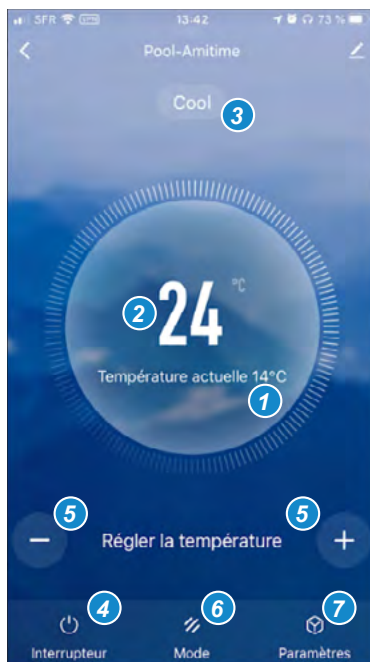 SFR VPN 13:42 73 %
Pool-Amitime
Cool
3
2 24 °C
Température actuelle 14°C
1
5 5
− Régler la température +
4 6 7
Interrupteur Mode Paramètres